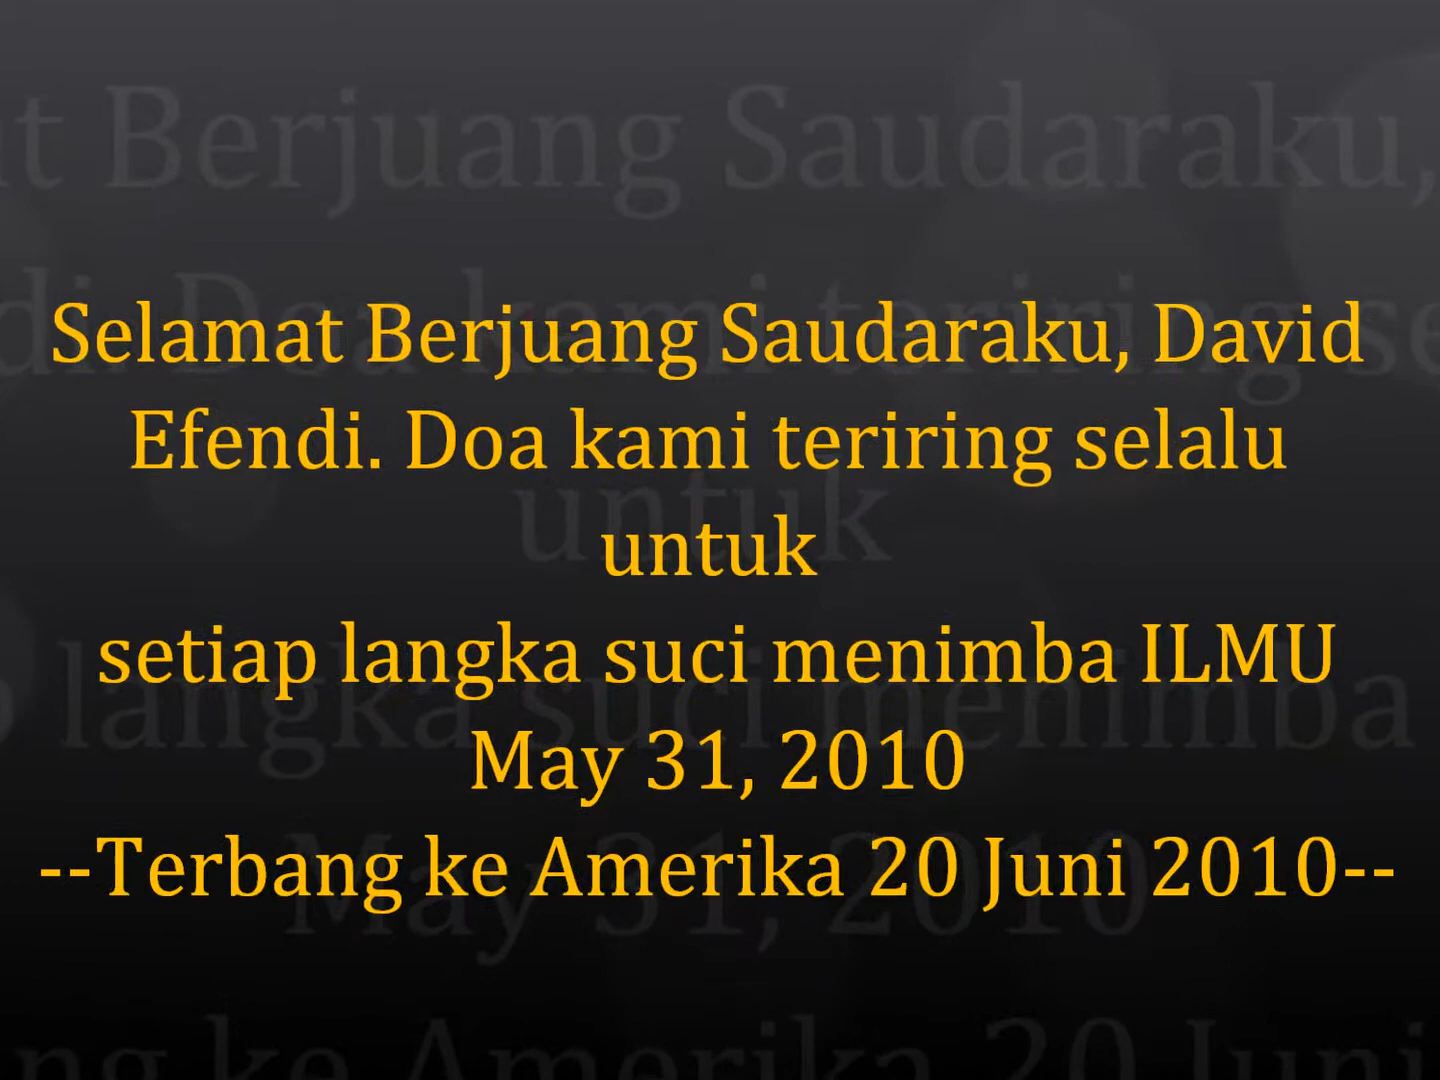 Selamat Berjuang Saudaraku, David
Efendi. Doa kami teriring selalu
untuk
setiap langka suci menimba ILMU
May 31, 2010
--Terbang ke Amerika 20 Juni 2010--